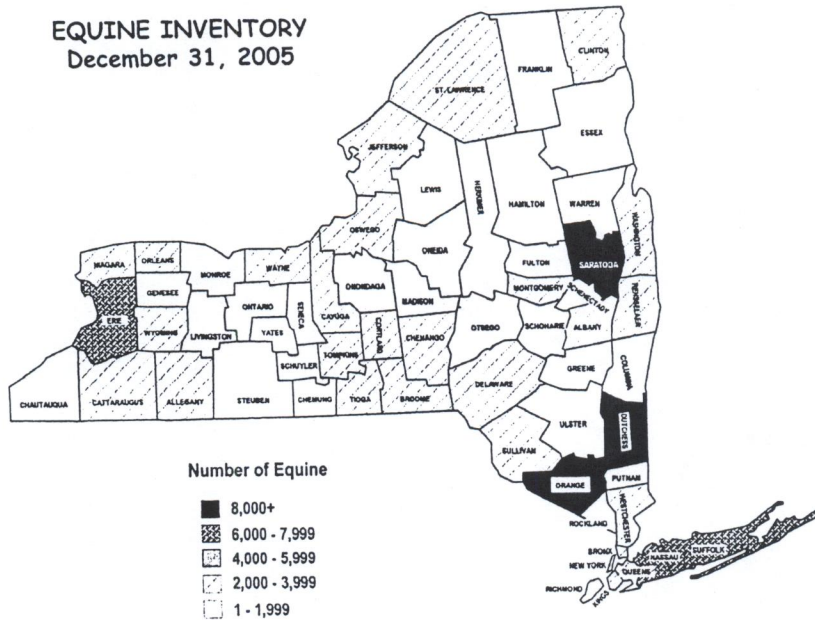 EQUINE INVENTORY
December 31, 2005
CLINTON
FRANKLIN
ST. LAWRENCE
ESSEX
JEFFERSON
LEWIS
HERKIMER
HAMILTON
WARREN
WASHINGTON
OSWEGO
ONEIDA
NIAGARA
ORLEANS
MONROE
WAYNE
FULTON
SARATOGA
GENESEE
ONONDAGA
MADISON
MONTGOMERY
SCHENECTADY
RENSSELAER
ERIE
WYOMING
LIVINGSTON
ONTARIO
YATES
SENECA
CAYUGA
CORTLAND
CHENANGO
OTSEGO
SCHOHARIE
ALBANY
SCHUYLER
TOMPKINS
GREENE
COLUMBIA
CHAUTAUQUA
CATTARAUGUS
ALLEGANY
STEUBEN
CHEMUNG
TIOGA
BROOME
DELAWARE
ULSTER
DUTCHESS
SULLIVAN
ORANGE
PUTNAM
ROCKLAND
WESTCHESTER
BRONX
NEW YORK
QUEENS
NASSAU
SUFFOLK
RICHMOND
KINGS
Number of Equine
8,000+
6,000 - 7,999
4,000 - 5,999
2,000 - 3,999
1 - 1,999